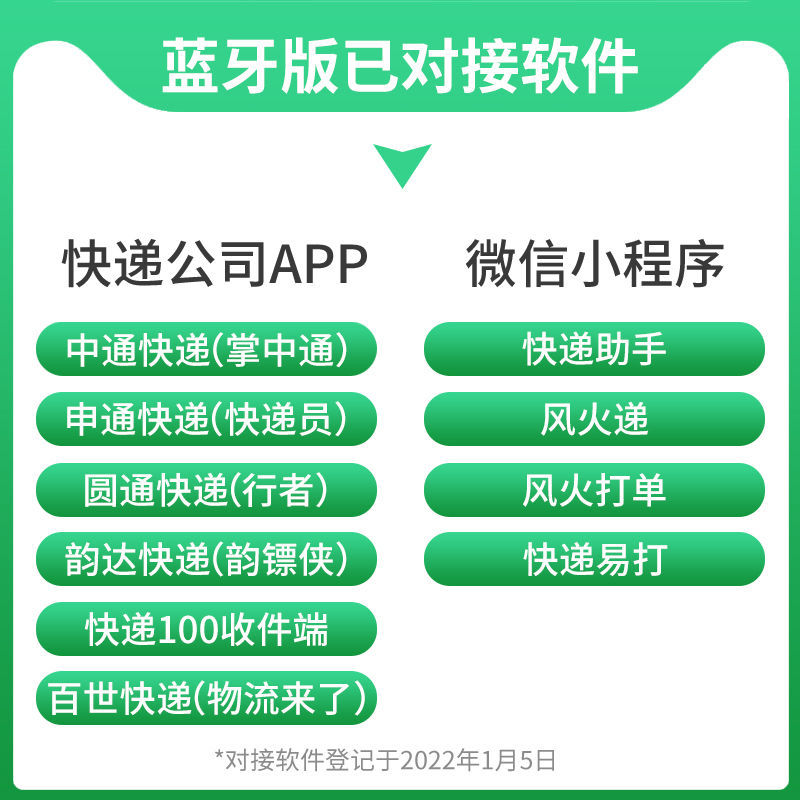 蓝牙版已对接软件
快递公司APP
中通快递(掌中通)
申通快递(快递员)
圆通快递(行者)
韵达快递(韵镖侠)
快递100收件端
百世快递(物流来了)
微信小程序
快递助手
风火递
风火打单
快递易打
*对接软件登记于2022年1月5日